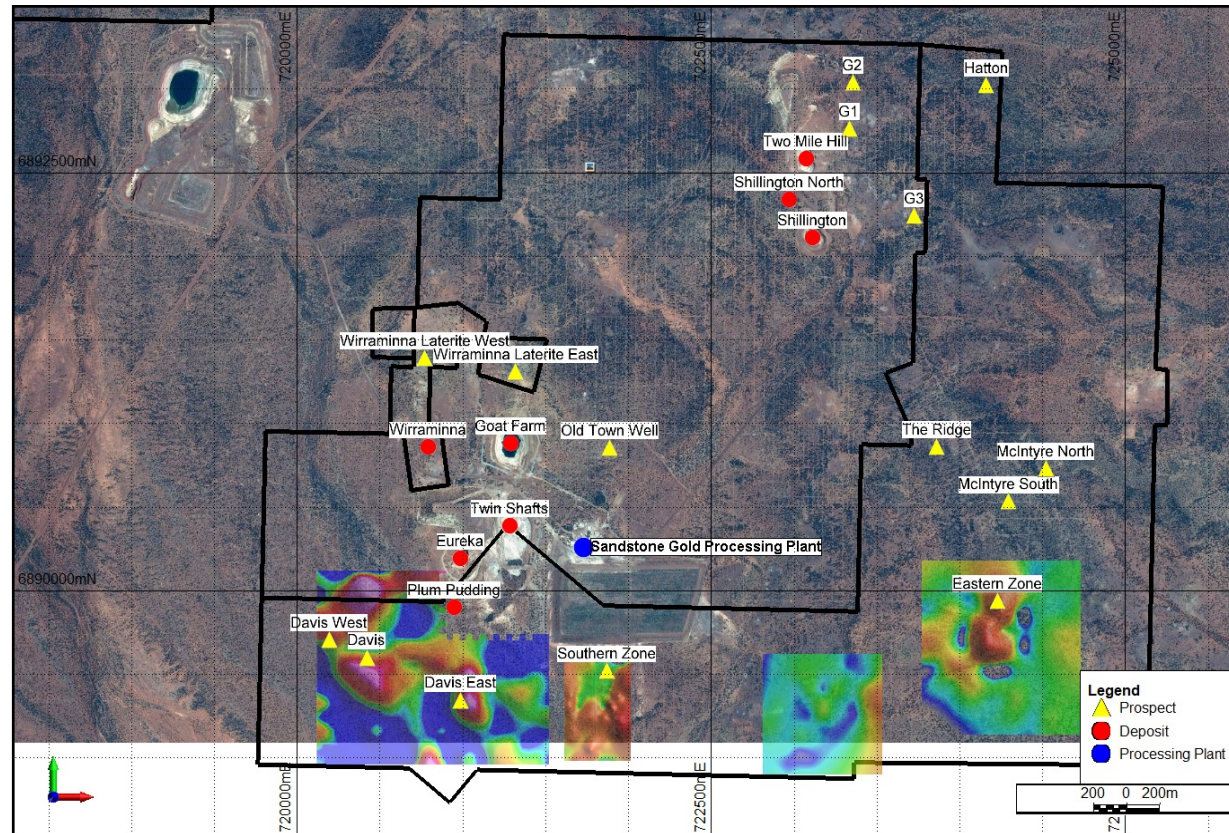 720000mE
722500mE
725000mE
G2
Hatton
G1
Two Mile Hill
6892500mN
Shillington North
G3
Shillington
Wirraminna Laterite West
Wirraminna Laterite East
Wirraminna
Goat Farm
Old Town Well
The Ridge
McIntyre North
McIntyre South
Twin Shafts
Eureka
Sandstone Gold Processing Plant
6890000mN
Eastern Zone
Plum Pudding
Davis West
Davis
Southern Zone
Davis East
Legend
Prospect
Deposit
Processing Plant
720000mE
722500mE
200 0 200m